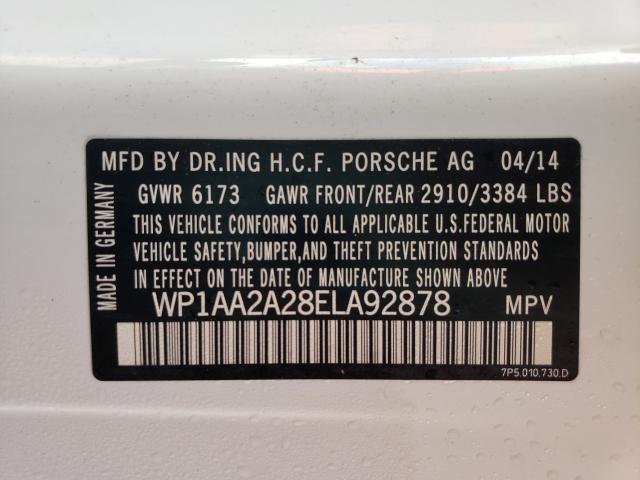 MFD BY DR.ING H.C.F. PORSCHE AG 04/14
GVWR 6173 GAWR FRONT/REAR 2910/3384 LBS
THIS VEHICLE CONFORMS TO ALL APPLICABLE U.S.FEDERAL MOTOR
VEHICLE SAFETY,BUMPER,AND THEFT PREVENTION STANDARDS
IN EFFECT ON THE DATE OF MANUFACTURE SHOWN ABOVE
WP1AA2A28ELA92878 MPV
7P5.010.730.D
MADE IN GERMANY